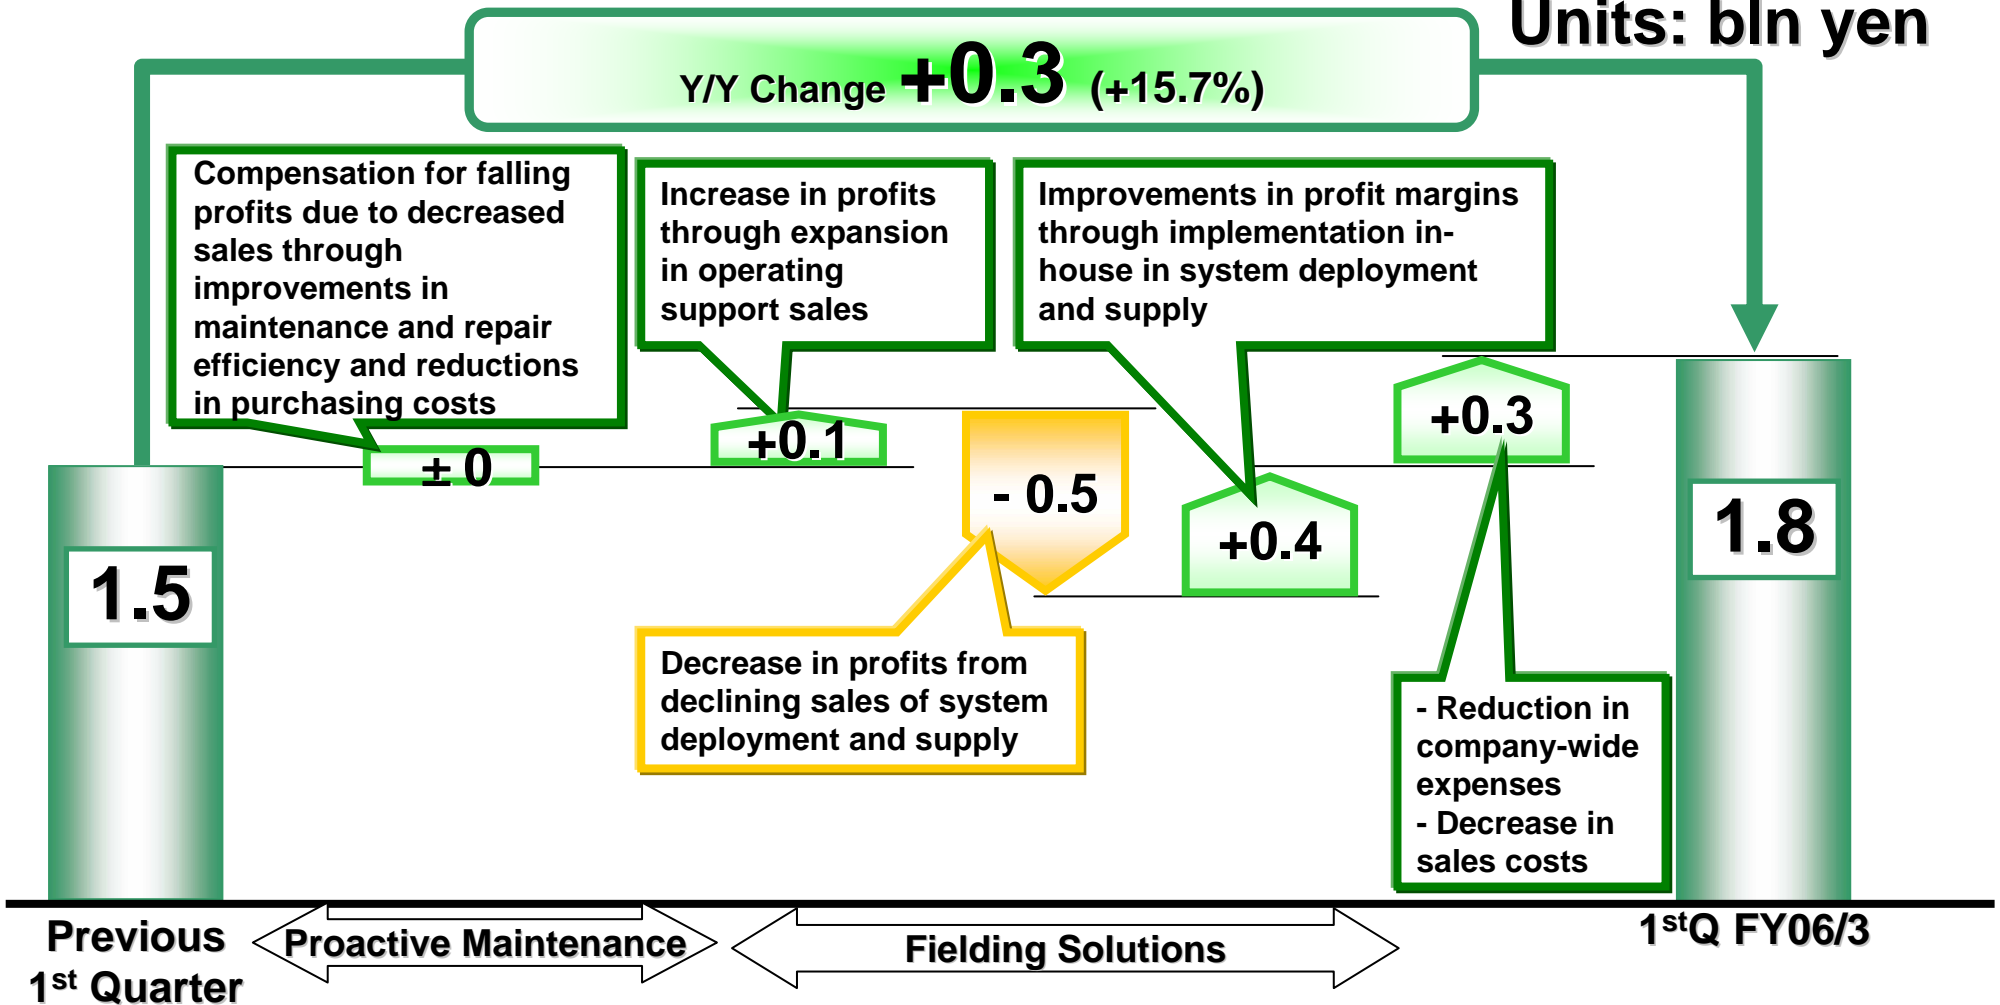 Units: bln yen
Y/Y Change +0.3 (+15.7%)
Compensation for falling
profits due to decreased
sales through
improvements in
maintenance and repair
efficiency and reductions
in purchasing costs
Increase in profits
through expansion
in operating
support sales
Improvements in profit margins
through implementation in-
house in system deployment
and supply
± 0
+0.1
- 0.5
+0.4
+0.3
1.5
1.8
Decrease in profits from
declining sales of system
deployment and supply
- Reduction in
company-wide
expenses
- Decrease in
sales costs
Previous
1st Quarter
Proactive Maintenance
Fielding Solutions
1stQ FY06/3